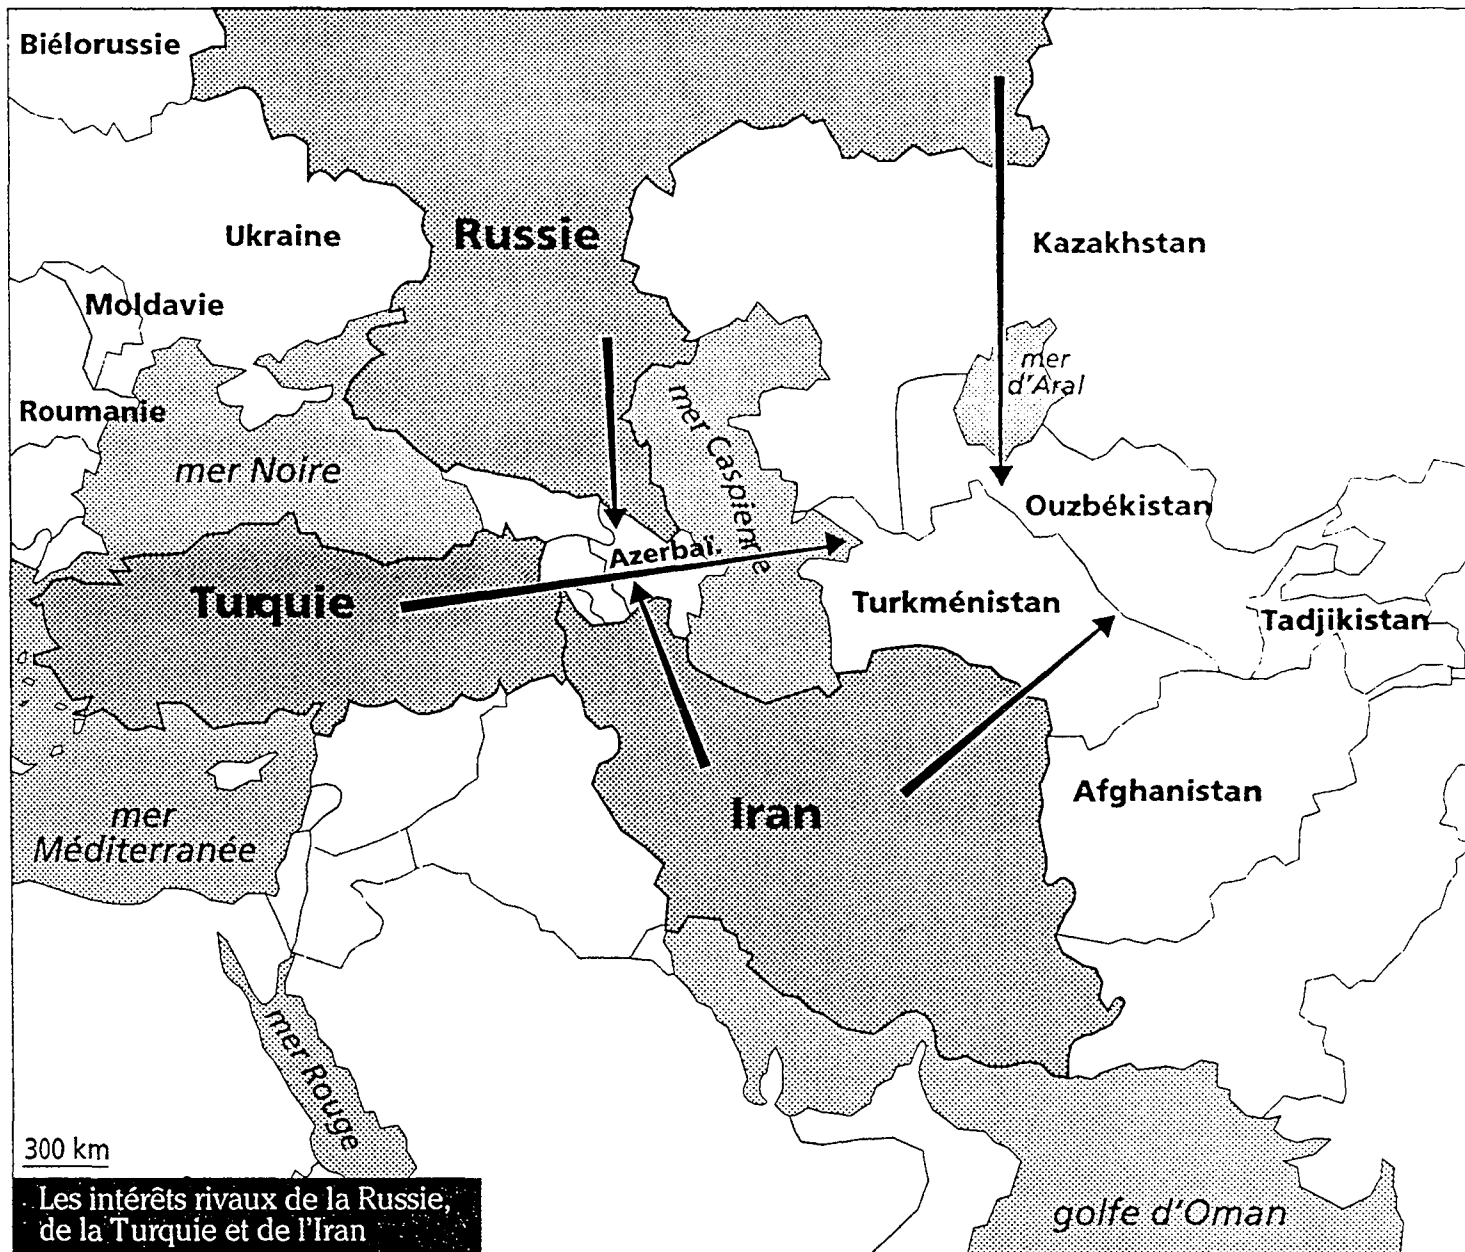 Biélorussie
Ukraine
Russie
Kazakhstan
Moldavie
mer
d'Aral
Roumanie
mer Caspienne
mer Noire
Ouzbékistan
Azerbaï.
Turquie
Turkménistan
Tadjikistan
Iran
Afghanistan
mer
Méditerranée
mer Rouge
300 km
Les intérêts rivaux de la Russie,
de la Turquie et de l'Iran
golfe d'Oman